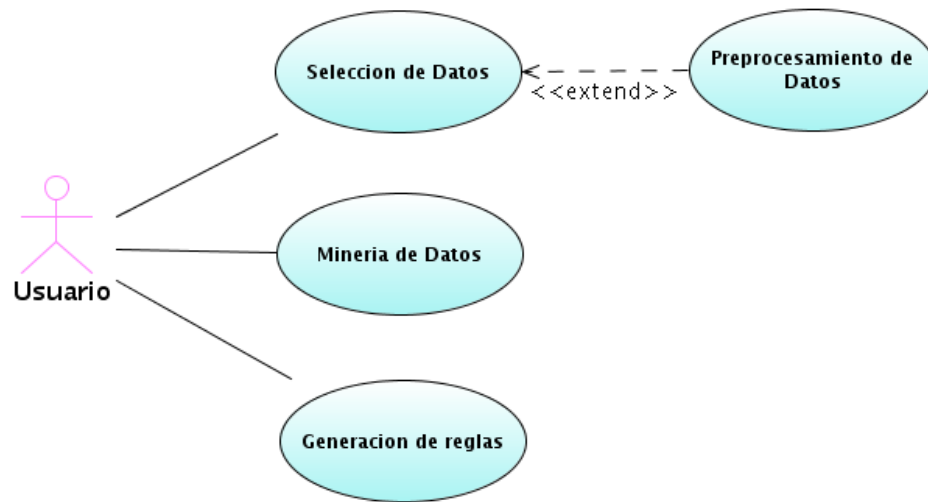 Seleccion de Datos
<<extend>>
Preprocesamiento de
Datos
Mineria de Datos
Usuario
Generacion de reglas